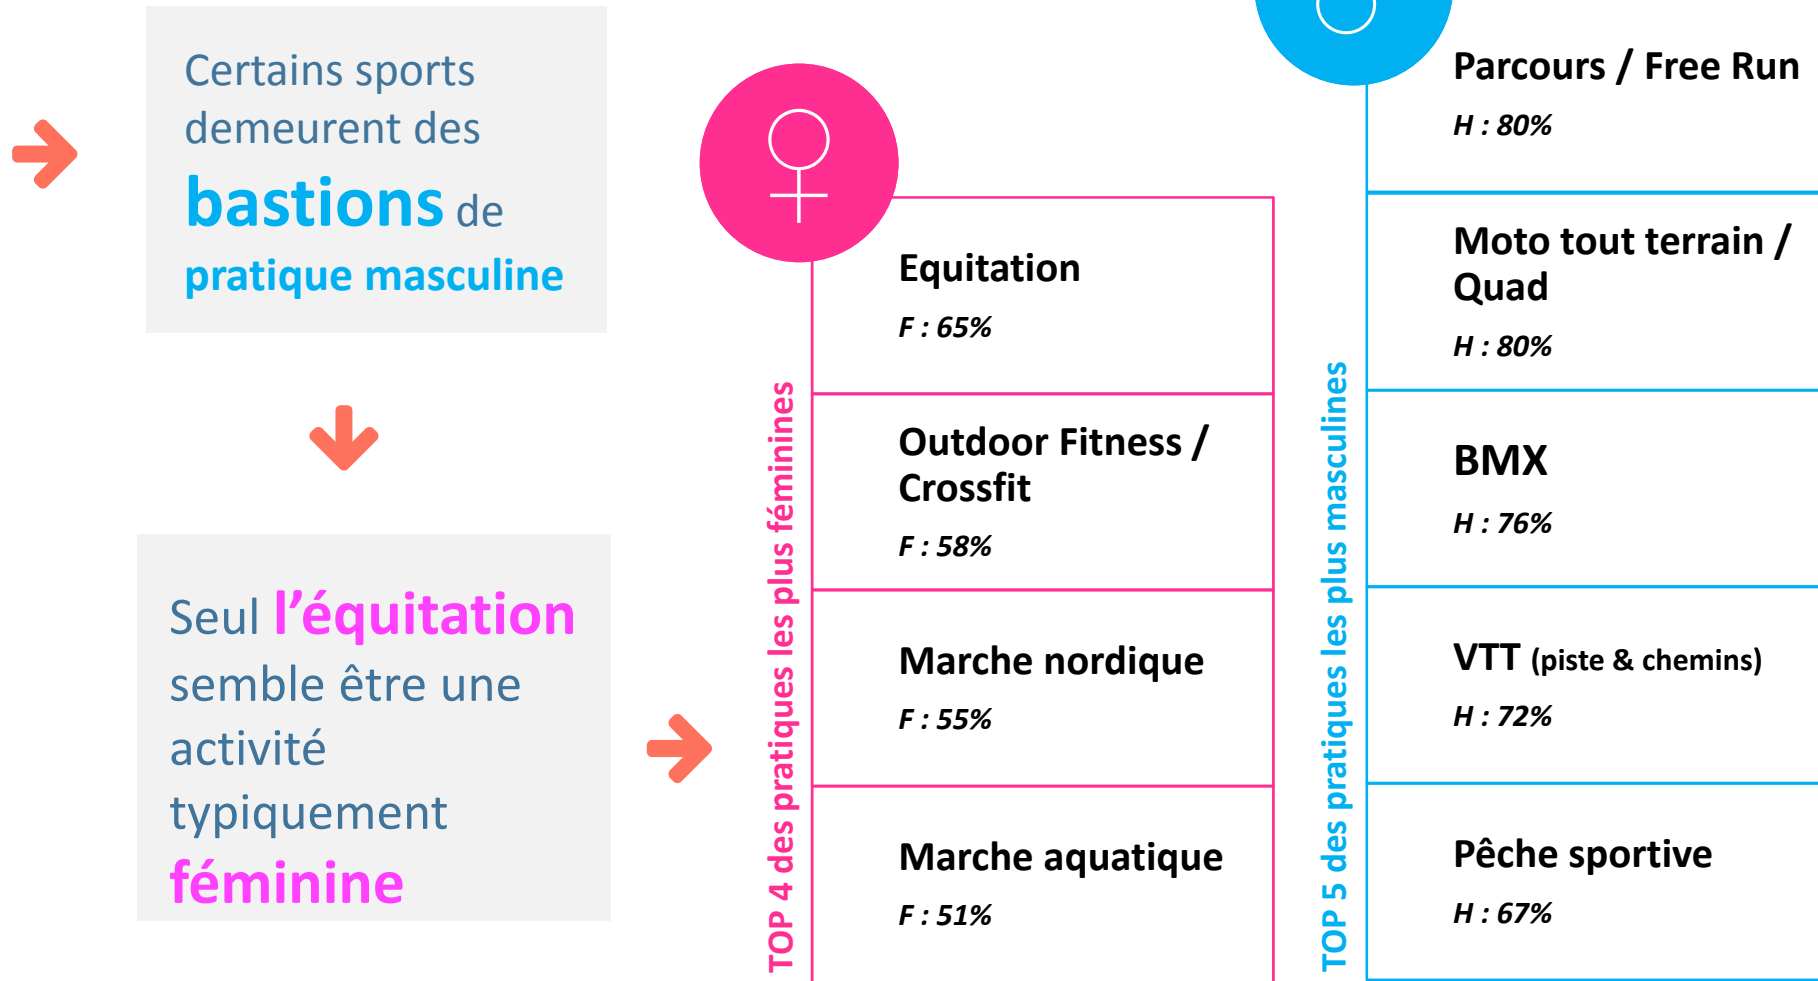 Certains sports
demeurent des
bastions de
pratique masculine
Seul l’équitation
semble être une
activité
typiquement
féminine
TOP 4 des pratiques les plus féminines
Equitation
F : 65%
Outdoor Fitness /
Crossfit
F : 58%
Marche nordique
F : 55%
Marche aquatique
F : 51%
TOP 5 des pratiques les plus masculines
Parcours / Free Run
H : 80%
Moto tout terrain /
Quad
H : 80%
BMX
H : 76%
VTT (piste & chemins)
H : 72%
Pêche sportive
H : 67%